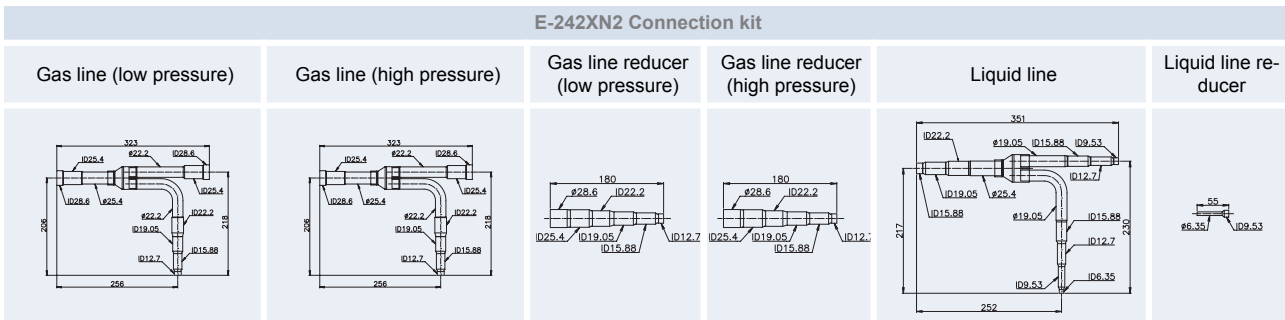 E-242XN2 Connection kit
Gas line (low pressure)
Gas line (high pressure)
Gas line reducer
(low pressure)
Gas line reducer
(high pressure)
Liquid line
Liquid line re-
ducer
323
ID25.4
ø22.2
ID28.6
ID25.4
ID28.6
ø25.4
206
218
ø22.2
ID22.2
ID19.05
ID15.88
ID12.7
256
323
ID25.4
ø22.2
ID28.6
ID25.4
ID28.6
ø25.4
206
218
ø22.2
ID22.2
ID19.05
ID15.88
ID12.7
256
180
ø28.6
ID22.2
ID25.4
ID19.05
ID12.7
ID15.88
180
ø28.6
ID22.2
ID25.4
ID19.05
ID12.7
ID15.88
351
ID22.2
ø19.05
ID15.88
ID9.53
ID19.05
ø25.4
ID12.7
ID15.88
217
230
ø19.05
ID15.88
ID12.7
ID9.53
ID6.35
252
55
ø6.35
ID9.53